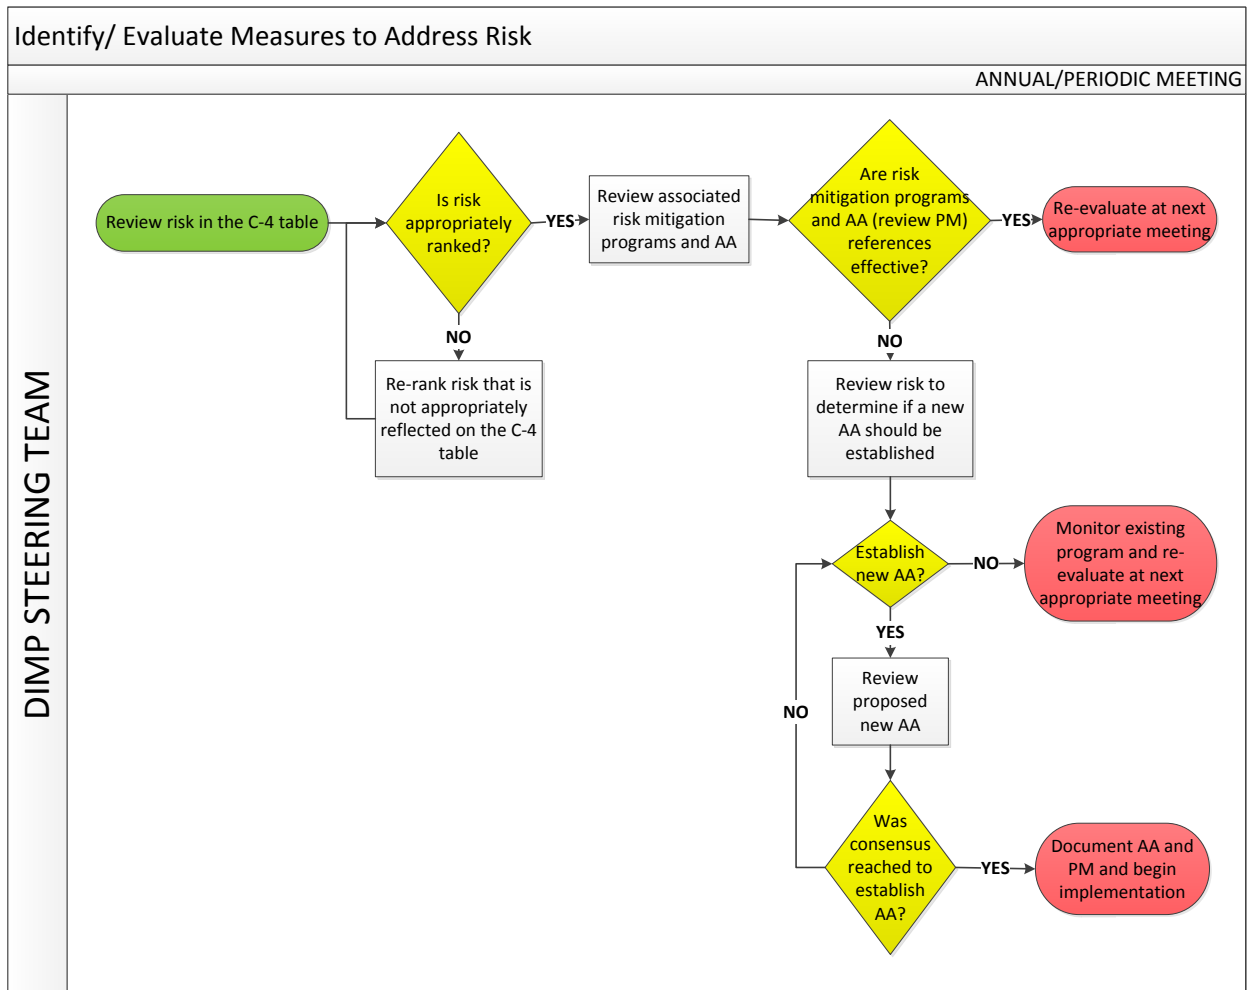 Identify/ Evaluate Measures to Address Risk
ANNUAL/PERIODIC MEETING
DIMP STEERING TEAM
Review risk in the C-4 table
Is risk
appropriately
ranked?
YES
Review associated
risk mitigation
programs and AA
Are risk
mitigation programs
and AA (review PM)
references
effective?
YES
Re-evaluate at next
appropriate meeting
NO
Re-rank risk that is
not appropriately
reflected on the C-4
table
NO
Review risk to
determine if a new
AA should be
established
Establish
new AA?
NO
Monitor existing
program and re-
evaluate at next
appropriate meeting
YES
Review
proposed
new AA
NO
Was
consensus
reached to
establish
AA?
YES
Document AA and
PM and begin
implementation